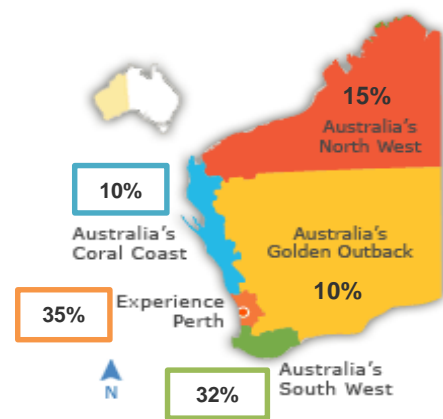 15%
Australia's
North West
10%
Australia's
Coral Coast
Australia's
Golden Outback
10%
Experience
Perth
35%
N
Australia's
South West
32%